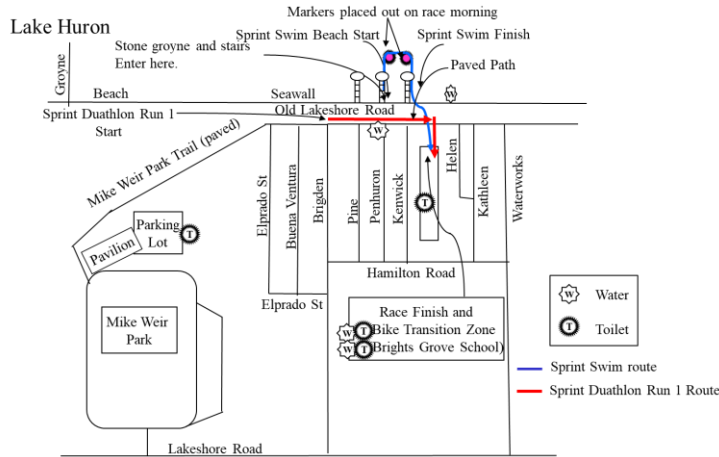 Markers placed out on race morning
Lake Huron
Sprint Swim Beach Start
Sprint Swim Finish
Stone groyne and stairs
Enter here.
Paved Path
Groyne
Beach
Seawall
W
Old Lakeshore Road
Sprint Duathlon Run 1
Start
W
Mike Weir Park Trail (paved)
Elprado St
Buena Ventura
Brigden
Pine
Penhuron
Kenwick
T
Helen
Kathleen
Waterworks
Pavilion
Parking
Lot
T
Hamilton Road
Elprado St
Mike Weir
Park
Race Finish and
W T Bike Transition Zone
W T Brights Grove School)
W Water
T Toilet
Sprint Swim route
Sprint Duathlon Run 1 Route
Lakeshore Road